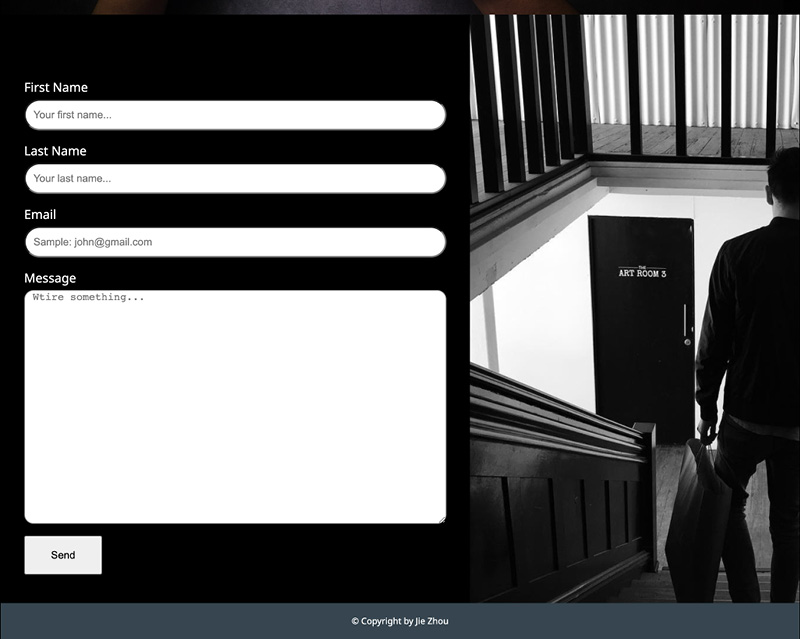 First Name
Your first name...
Last Name
Your last name...
Email
Sample: john@gmail.com
Message
Wtire something...
Send
THE
ART ROOM 3
© Copyright by Jie Zhou